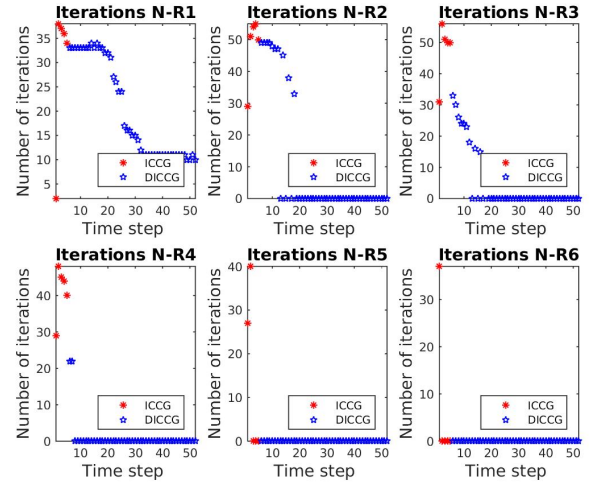 Iterations N-R1
Number of iterations
35
30
25
20
15
10
5
10 20 30 40 50
Time step
ICCG
DICCG
Iterations N-R2
Number of iterations
50
40
30
20
10
0
10 20 30 40 50
Time step
ICCG
DICCG
Iterations N-R3
Number of iterations
50
40
30
20
10
0
10 20 30 40 50
Time step
ICCG
DICCG
Iterations N-R4
Number of iterations
40
30
20
10
0
10 20 30 40 50
Time step
ICCG
DICCG
Iterations N-R5
Number of iterations
40
30
20
10
0
10 20 30 40 50
Time step
ICCG
DICCG
Iterations N-R6
Number of iterations
30
20
10
0
10 20 30 40 50
Time step
ICCG
DICCG